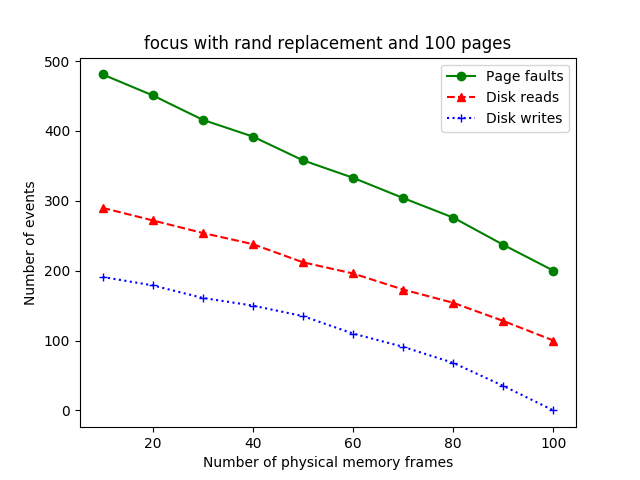 focus with rand replacement and 100 pages
Page faults
Disk reads
Disk writes
Number of events
500
400
300
200
100
0
20 40 60 80 100
Number of physical memory frames